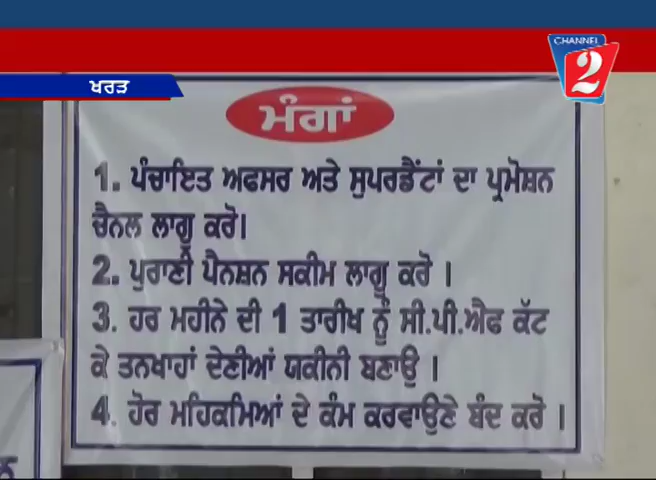 CHANNEL
2
ਖਰੜ
ਮੰਗਾਂ
1. ਪੰਚਾਇਤ ਅਫਸਰ ਅਤੇ ਸੁਪਰਡੈਂਟਾਂ ਦਾ ਪ੍ਰਮੋਸ਼ਨ
ਚੈਨਲ ਲਾਗੂ ਕਰੋ।
2. ਪੁਰਾਣੀ ਪੈਨਸ਼ਨ ਸਕੀਮ ਲਾਗੂ ਕਰੋ ।
3. ਹਰ ਮਹੀਨੇ ਦੀ 1 ਤਾਰੀਖ ਨੂੰ ਸੀ.ਪੀ.ਐਫ ਕੱਟ
ਕੇ ਤਨਖਾਹਾਂ ਦੇਣੀਆਂ ਯਕੀਨੀ ਬਣਾਉ ।
4. ਹੋਰ ਮਹਿਕਮਿਆਂ ਦੇ ਕੰਮ ਕਰਵਾਉਣੇ ਬੰਦ ਕਰੋ ।